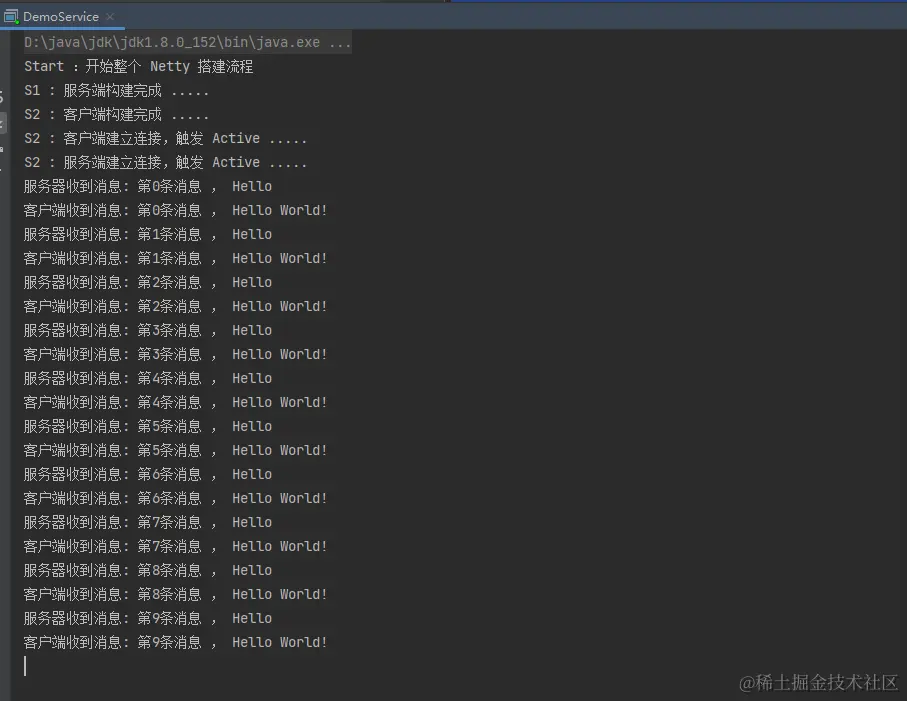 DemoService
D:\java\jdk\jdk1.8.0_152\bin\java.exe ...
Start : 开始整个 Netty 搭建流程
S1 : 服务端构建完成 .....
S2 : 客户端构建完成 .....
S2 : 客户端建立连接，触发 Active .....
S2 : 服务端建立连接，触发 Active .....
服务器收到消息: 第0条消息 ， Hello
客户端收到消息: 第0条消息 ， Hello World!
服务器收到消息: 第1条消息 ， Hello
客户端收到消息: 第1条消息 ， Hello World!
服务器收到消息: 第2条消息 ， Hello
客户端收到消息: 第2条消息 ， Hello World!
服务器收到消息: 第3条消息 ， Hello
客户端收到消息: 第3条消息 ， Hello World!
服务器收到消息: 第4条消息 ， Hello
客户端收到消息: 第4条消息 ， Hello World!
服务器收到消息: 第5条消息 ， Hello
客户端收到消息: 第5条消息 ， Hello World!
服务器收到消息: 第6条消息 ， Hello
客户端收到消息: 第6条消息 ， Hello World!
服务器收到消息: 第7条消息 ， Hello
客户端收到消息: 第7条消息 ， Hello World!
服务器收到消息: 第8条消息 ， Hello
客户端收到消息: 第8条消息 ， Hello World!
服务器收到消息: 第9条消息 ， Hello
客户端收到消息: 第9条消息 ， Hello World!
@稀土掘金技术社区